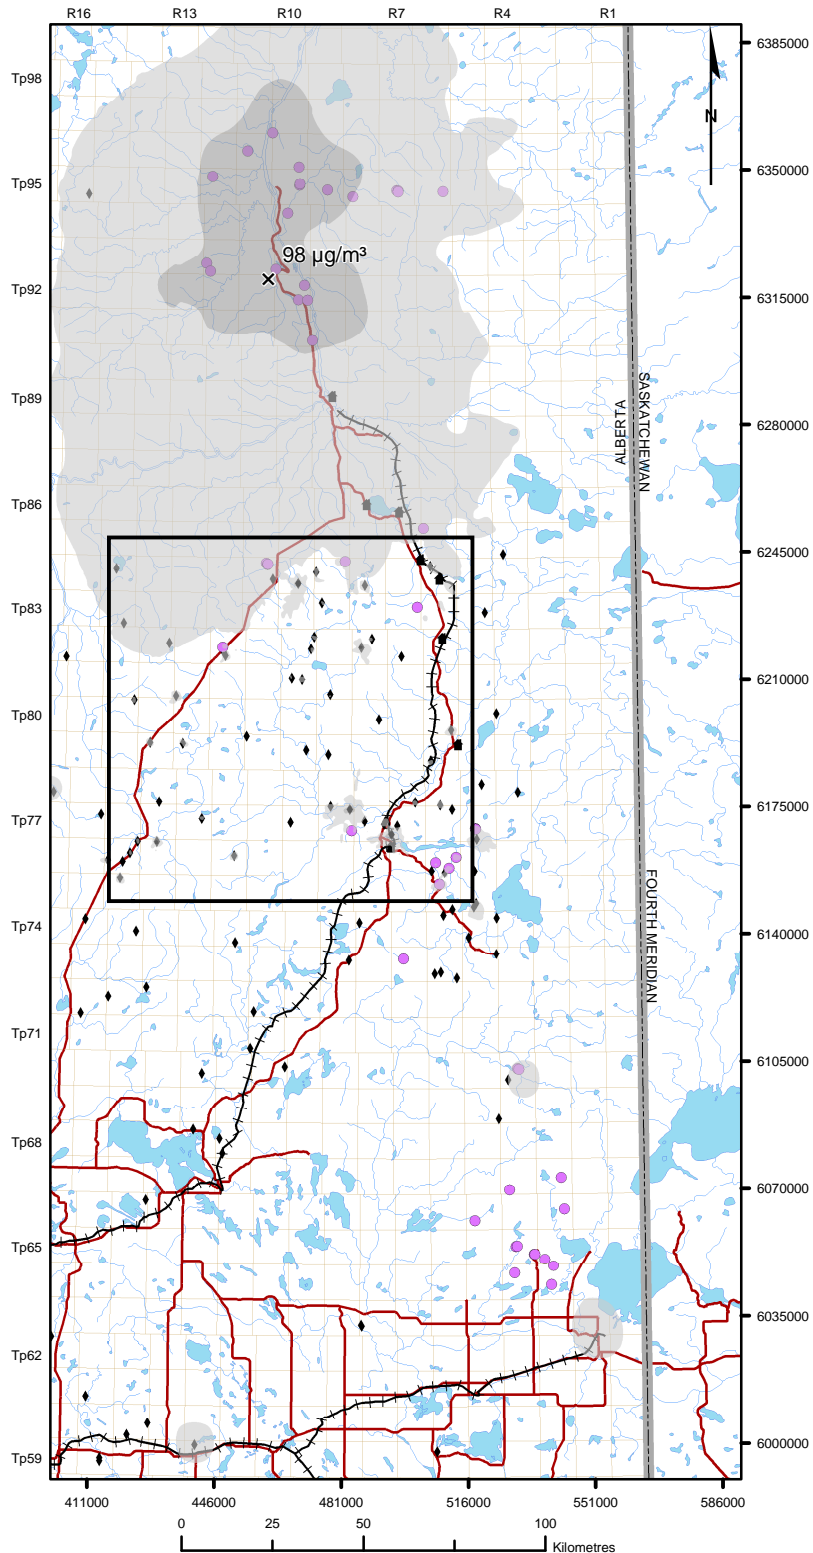 R16 R13 R10 R7 R4 R1
6385000
Tp98
N
6350000
Tp95
98 µg/m³
Tp92
6315000
Tp89
ALBERTA
SASKATCHEWAN
6280000
Tp86
6245000
Tp83
6210000
Tp80
6175000
Tp77
FOURTH MERIDIAN
Tp74
6140000
Tp71
6105000
Tp68
6070000
Tp65
6035000
Tp62
6000000
Tp59
411000 446000 481000 516000 551000 586000
0 25 50 100
Kilometres